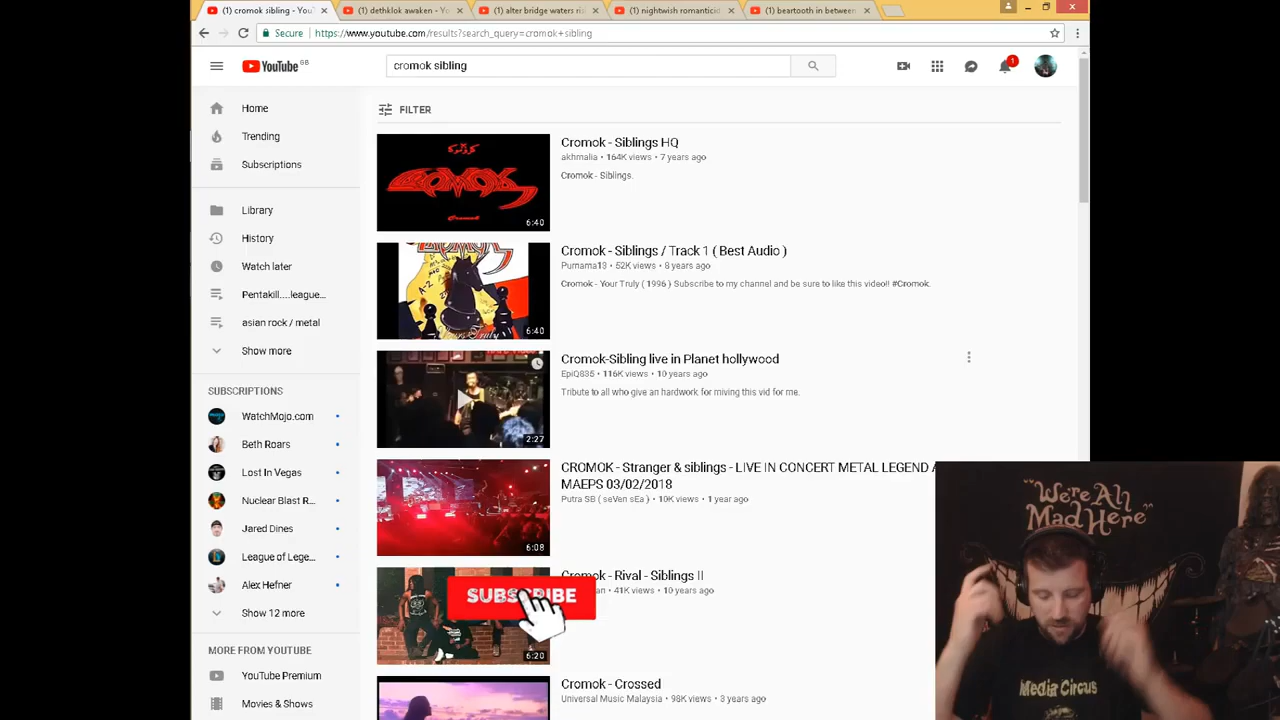 (1) cromok sibling - You
(1) dethklok awaken - Yo
(1) alter bridge waters ris
(1) nightwish romanticid
(1) beartooth in between
Secure
https://www.youtube.com/results?search_query=cromok+sibling
YouTube GB
cromok sibling
1
Home
Trending
Subscriptions
Library
History
Watch later
Pentakill.....league...
asian rock / metal
Show more
SUBSCRIPTIONS
WatchMojo.com
Beth Roars
Lost In Vegas
Nuclear Blast R...
Jared Dines
League of Lege...
Alex Hefner
Show 12 more
MORE FROM YOUTUBE
YouTube Premium
Movies & Shows
FILTER
CROMOK
6:40
Cromok - Siblings HQ
akhmalia • 164K views • 7 years ago
Cromok - Siblings.
6:40
Cromok - Siblings / Track 1 ( Best Audio )
Purnama13 • 52K views • 8 years ago
Cromok - Your Truly ( 1996 ) Subscribe to my channel and be sure to like this video!! #Cromok.
2:27
Cromok-Sibling live in Planet hollywood
EpiQ835 • 116K views • 10 years ago
Tribute to all who give an hardwork for miving this vid for me.
6:08
CROMOK - Stranger & siblings - LIVE IN CONCERT METAL LEGEND
MAEPS 03/02/2018
Putra SB ( seVen sEa ) • 10K views • 1 year ago
SUBSCRIBE
6:20
Cromok - Rival - Siblings II
41K views • 10 years ago
Cromok - Crossed
Universal Music Malaysia • 98K views • 3 years ago
"We're All
Mad Here"
Media Circus